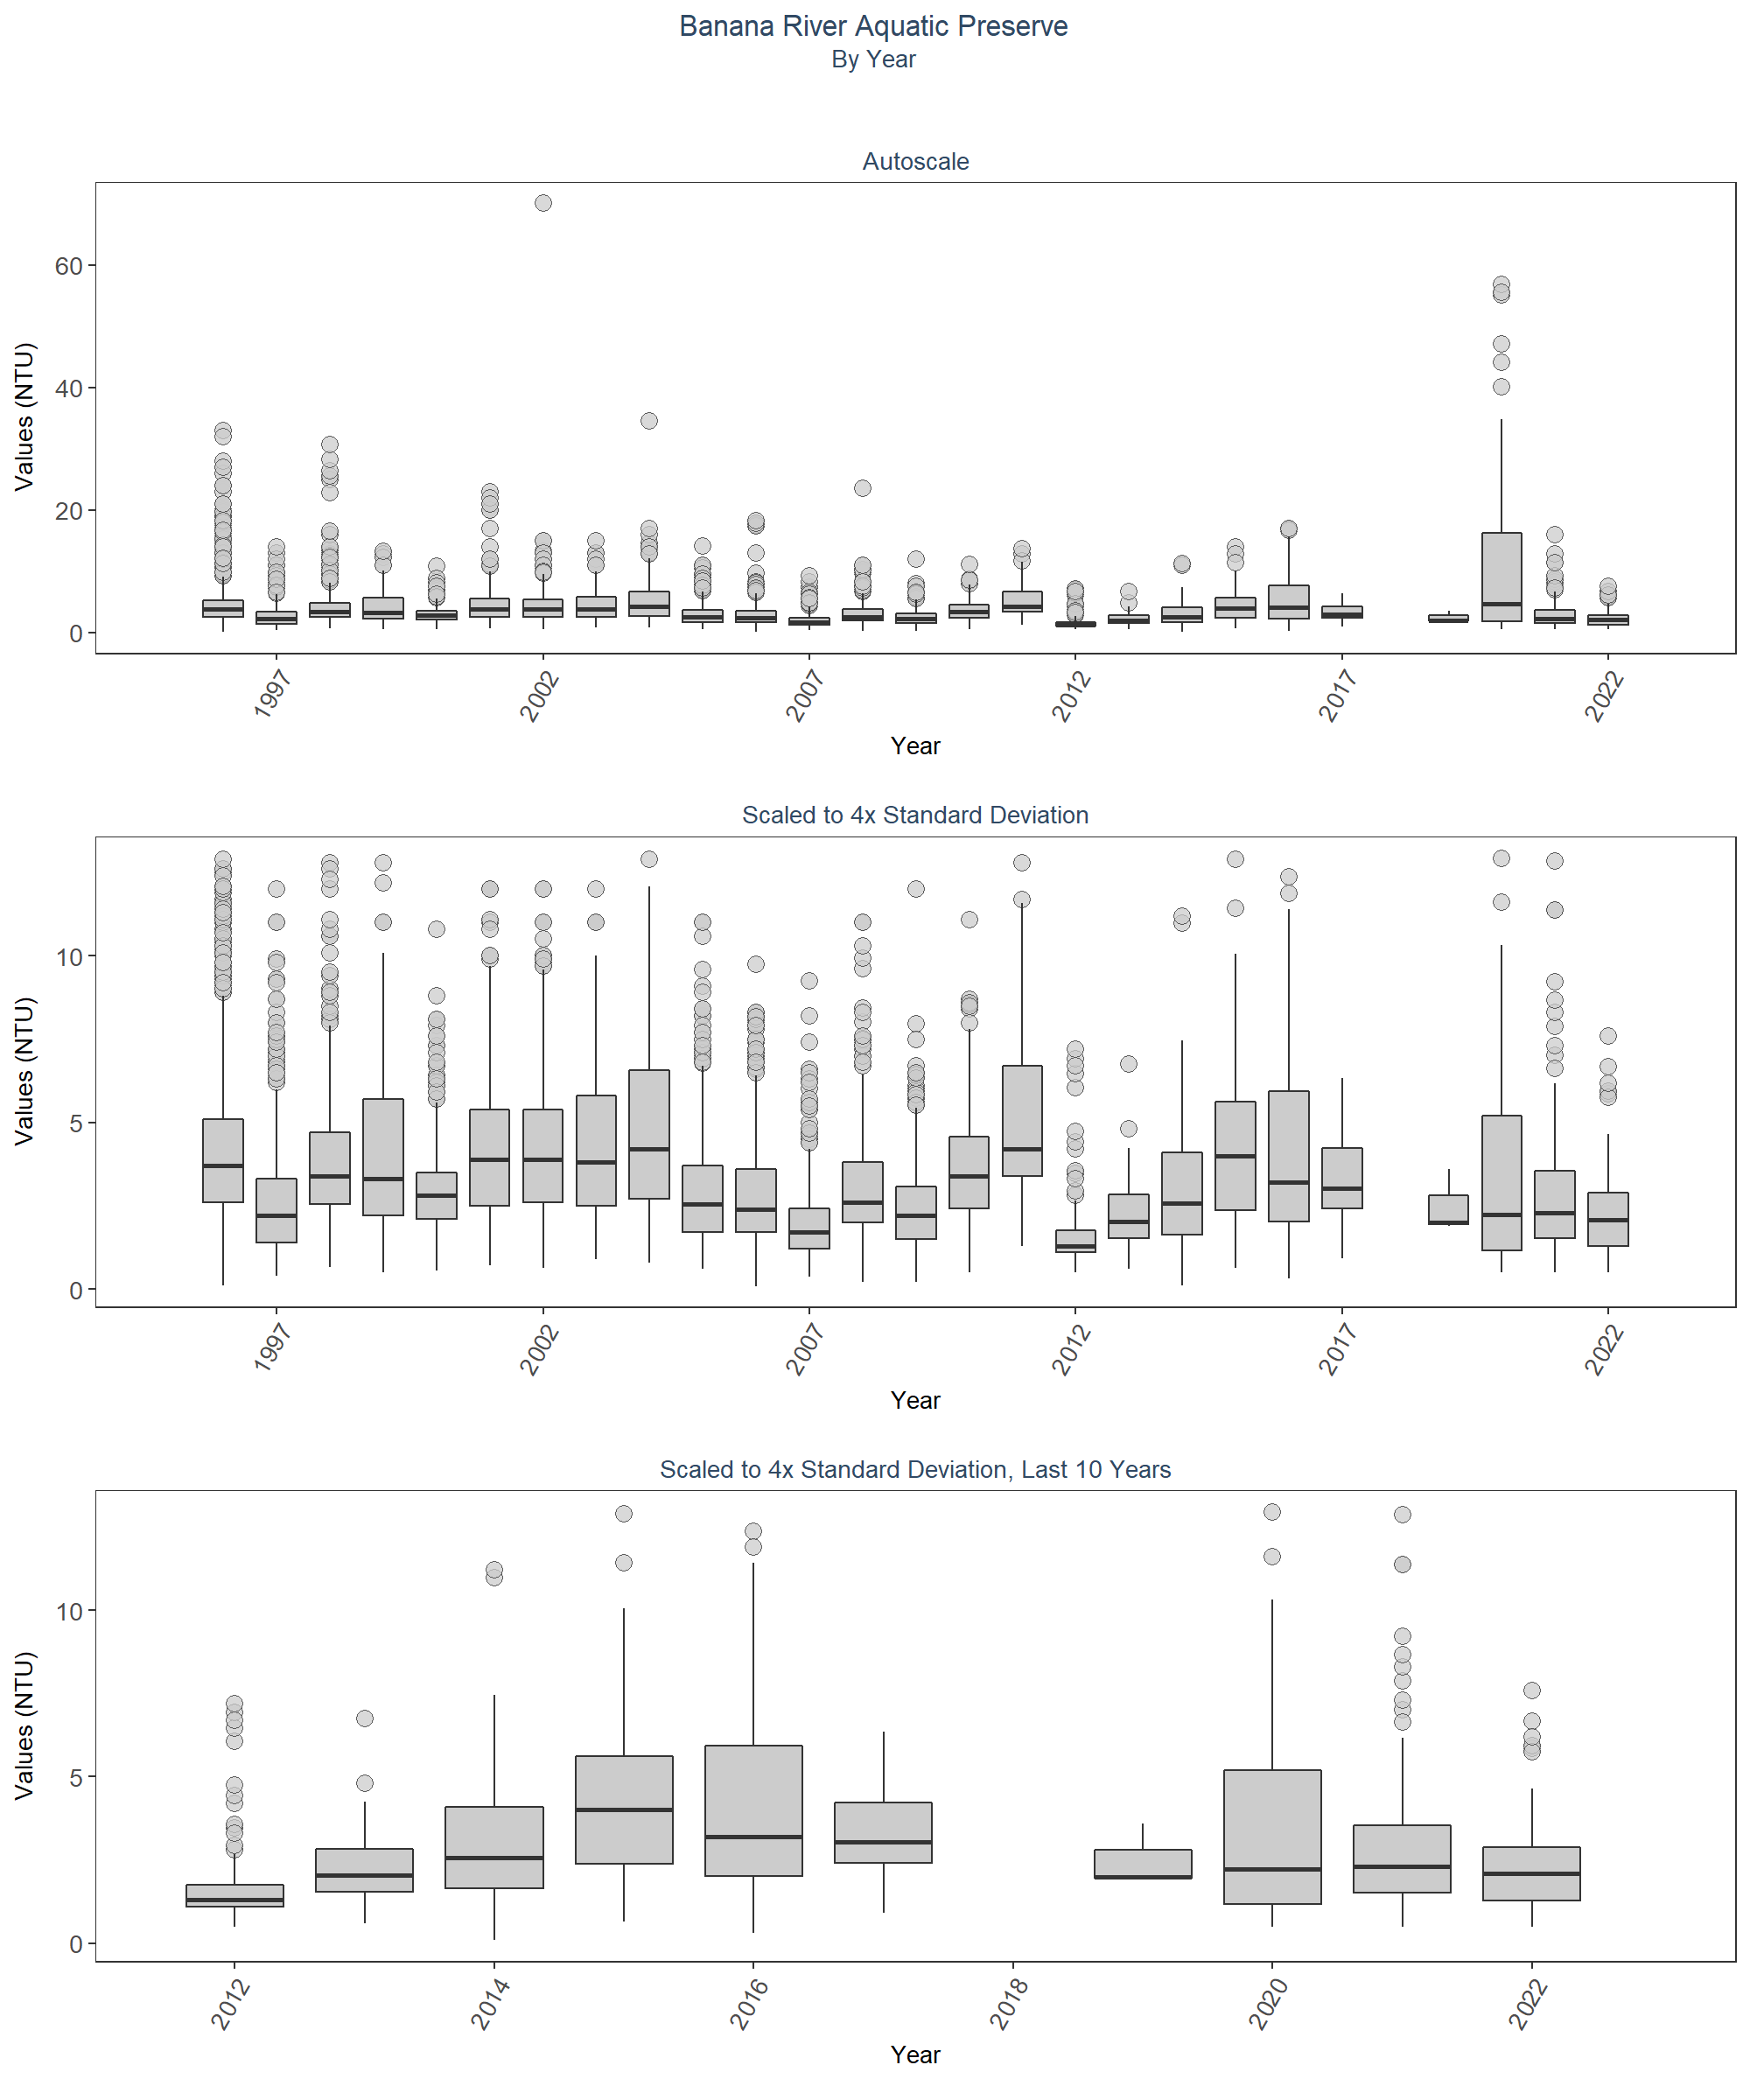 Banana River Aquatic Preserve
By Year
Autoscale
Values (NTU)
60
40
20
0
1997 2002 2007 2012 2017 2022
Year
Scaled to 4x Standard Deviation
Values (NTU)
10
5
0
1997 2002 2007 2012 2017 2022
Year
Scaled to 4x Standard Deviation, Last 10 Years
Values (NTU)
10
5
0
2012 2014 2016 2018 2020 2022
Year